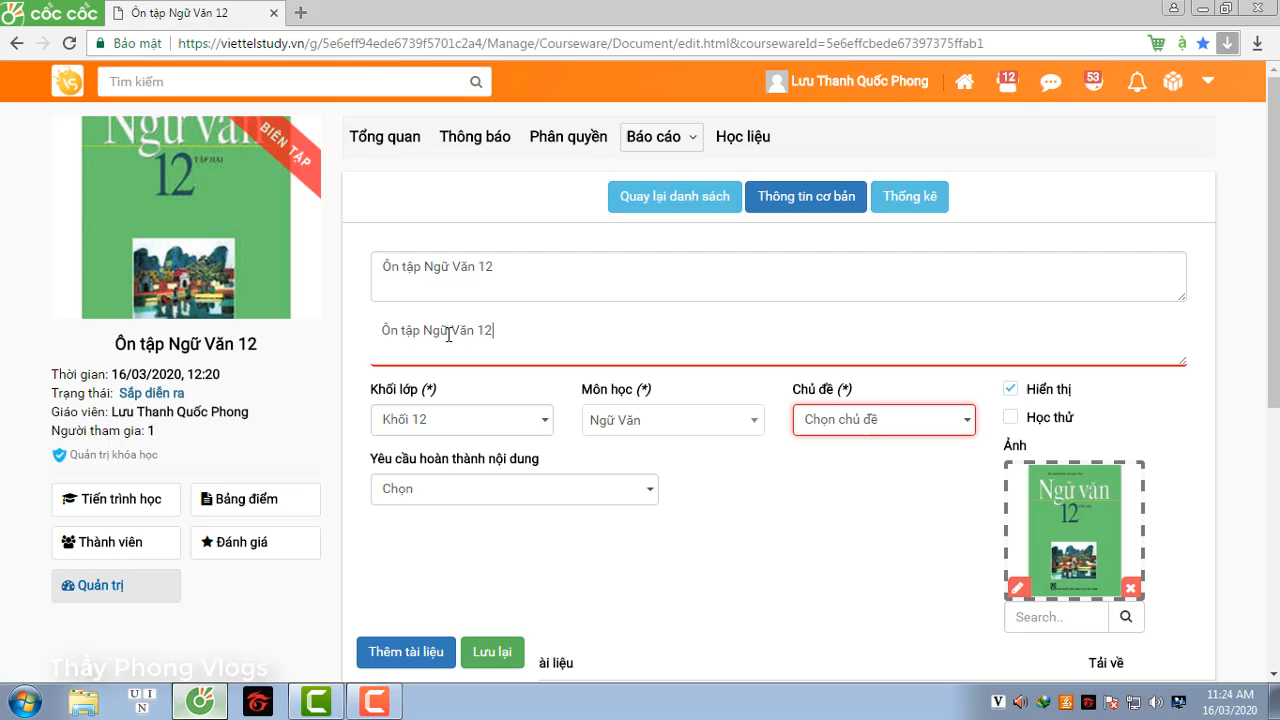 cốc cốc
Ôn tập Ngữ Văn 12
Bảo mật
https://viettelstudy.vn/g/5e6eff94ede6739f5701c2a4/Manage/Courseware/Document/edit.html&coursewareId=5e6effcbede67397375ffab1
VS
Tìm kiếm
Lưu Thanh Quốc Phong
12
53
Ngữ văn
12
TẬP HAI
BIÊN TẬP
Tổng quan
Thông báo
Phân quyền
Báo cáo
Học liệu
Quay lại danh sách
Thông tin cơ bản
Thống kê
Ôn tập Ngữ Văn 12
Ôn tập Ngữ Văn 12
Ôn tập Ngữ Văn 12
Thời gian: 16/03/2020, 12:20
Trạng thái: Sắp diễn ra
Giáo viên: Lưu Thanh Quốc Phong
Người tham gia: 1
Quản trị khóa học
Tiến trình học
Bảng điểm
Thành viên
Đánh giá
Quản trị
Khối lớp (*)
Môn học (*)
Chủ đề (*)
Hiển thị
Khối 12
Ngữ Văn
Chọn chủ đề
Học thử
Ảnh
Yêu cầu hoàn thành nội dung
Chọn
Ngữ văn
12
Search..
Thêm tài liệu
Lưu lại
ài liệu
Tải về
Thầy Phong Vlogs
U I
N
V
11:24 AM
16/03/2020